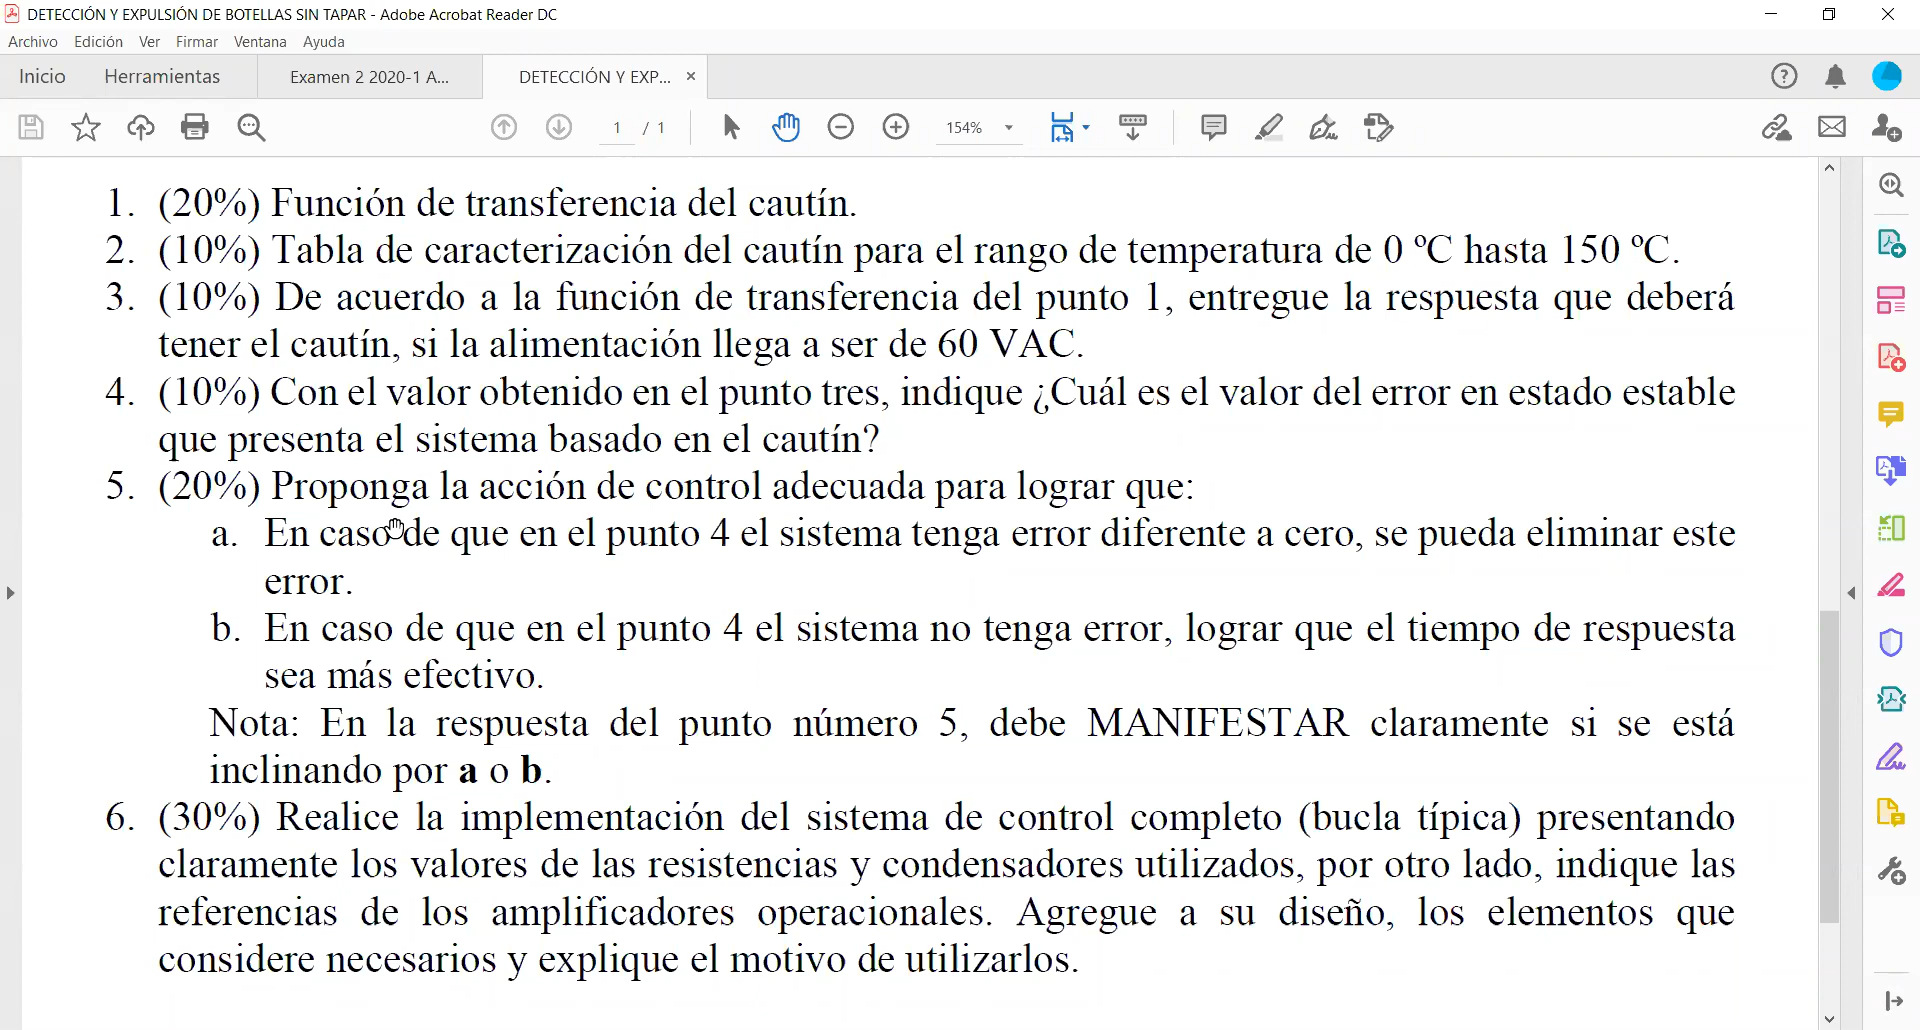 DETECCIÓN Y EXPULSIÓN DE BOTELLAS SIN TAPAR - Adobe Acrobat Reader DC
Archivo Edición Ver Firmar Ventana Ayuda
Inicio Herramientas Examen 2 2020-1 A... DETECCIÓN Y EXP... ×
1 / 1 154%
1. (20%) Función de transferencia del cautín.
2. (10%) Tabla de caracterización del cautín para el rango de temperatura de 0 ºC hasta 150 ºC.
3. (10%) De acuerdo a la función de transferencia del punto 1, entregue la respuesta que deberá
tener el cautín, si la alimentación llega a ser de 60 VAC.
4. (10%) Con el valor obtenido en el punto tres, indique ¿Cuál es el valor del error en estado estable
que presenta el sistema basado en el cautín?
5. (20%) Proponga la acción de control adecuada para lograr que:
a. En caso de que en el punto 4 el sistema tenga error diferente a cero, se pueda eliminar este
error.
b. En caso de que en el punto 4 el sistema no tenga error, lograr que el tiempo de respuesta
sea más efectivo.
Nota: En la respuesta del punto número 5, debe MANIFESTAR claramente si se está
inclinando por a o b.
6. (30%) Realice la implementación del sistema de control completo (bucla típica) presentando
claramente los valores de las resistencias y condensadores utilizados, por otro lado, indique las
referencias de los amplificadores operacionales. Agregue a su diseño, los elementos que
considere necesarios y explique el motivo de utilizarlos.